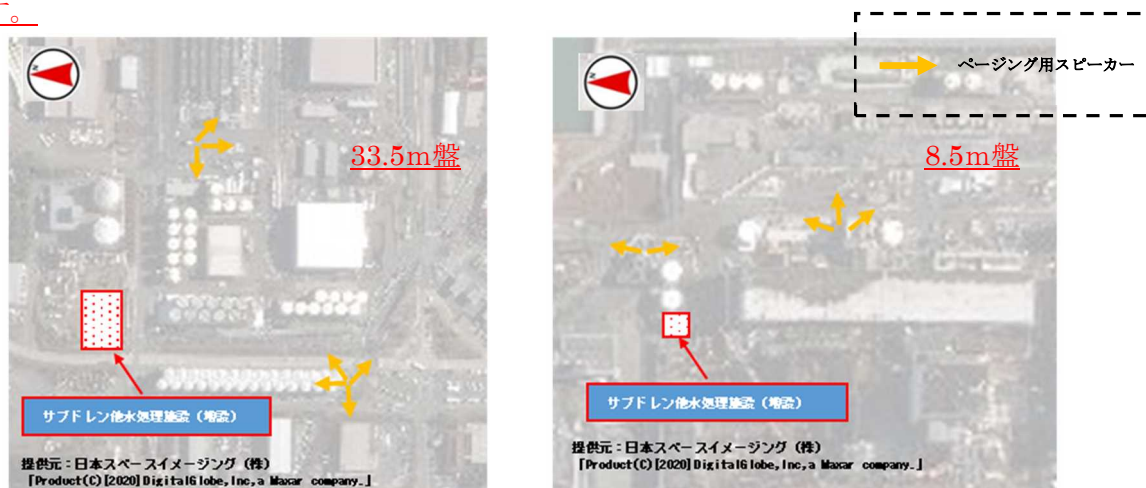 す。
ページング用スピーカー
N
33.5m盤
サブドレン他水処理施設（増設）
提供元：日本スペースイメージング（株）
「Product(C)[2020]DigitalGlobe,Inc,a Maxar company.」
N
8.5m盤
サブドレン他水処理施設（増設）
提供元：日本スペースイメージング（株）
「Product(C)[2020]DigitalGlobe,Inc,a Maxar company.」